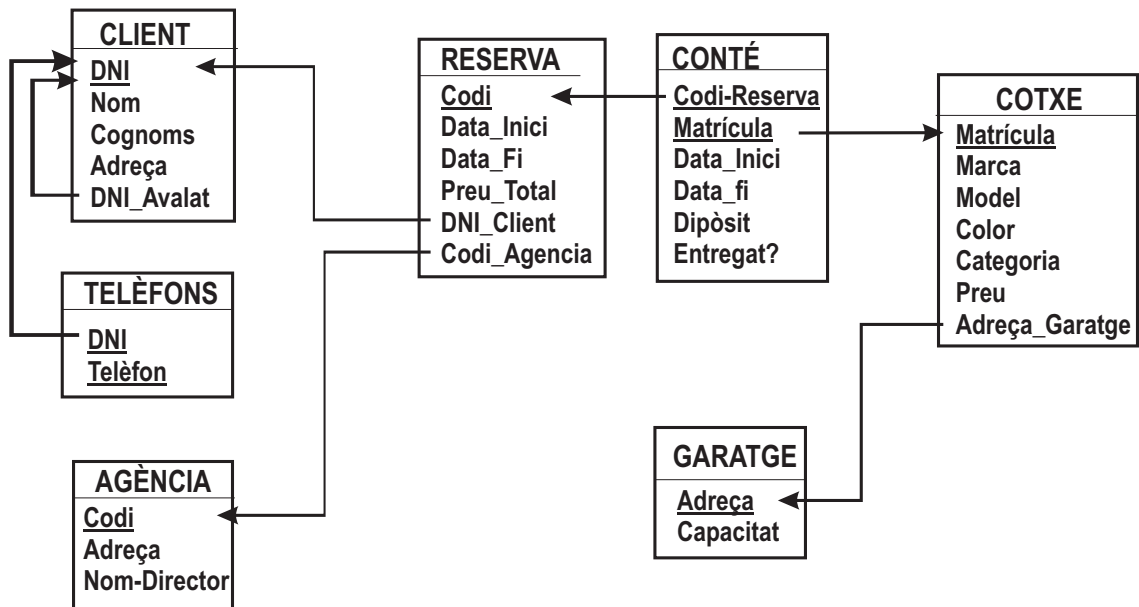 CLIENT
DNI
Nom
Cognoms
Adreça
DNI_Avalat
TELÈFONS
DNI
Telèfon
AGÈNCIA
Codi
Adreça
Nom-Director
RESERVA
Codi
Data_Inici
Data_Fi
Preu_Total
DNI_Client
Codi_Agencia
CONTÉ
Codi-Reserva
Matrícula
Data_Inici
Data_fi
Dipòsit
Entregat?
GARATGE
Adreça
Capacitat
COTXE
Matrícula
Marca
Model
Color
Categoria
Preu
Adreça_Garatge